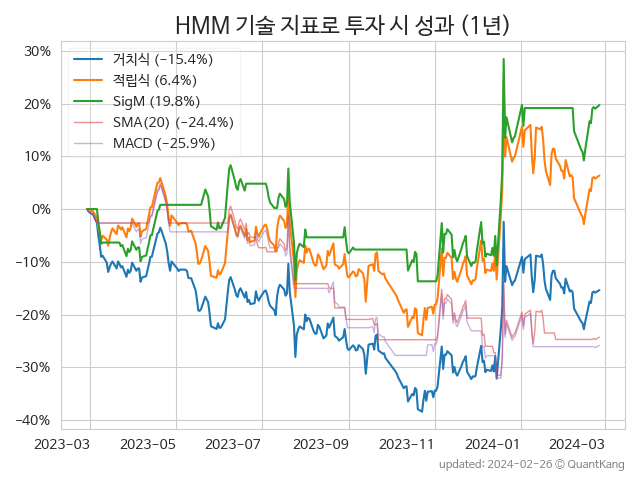 HMM 기술 지표로 투자 시 성과 (1년)
거치식 (−15.4%)
적립식 (6.4%)
SigM (19.8%)
SMA(20) (−24.4%)
MACD (−25.9%)
30%
20%
10%
0%
−10%
−20%
−30%
−40%
2023-03 2023-05 2023-07 2023-09 2023-11 2024-01 2024-03
updated: 2024-02-26 © QuantKang